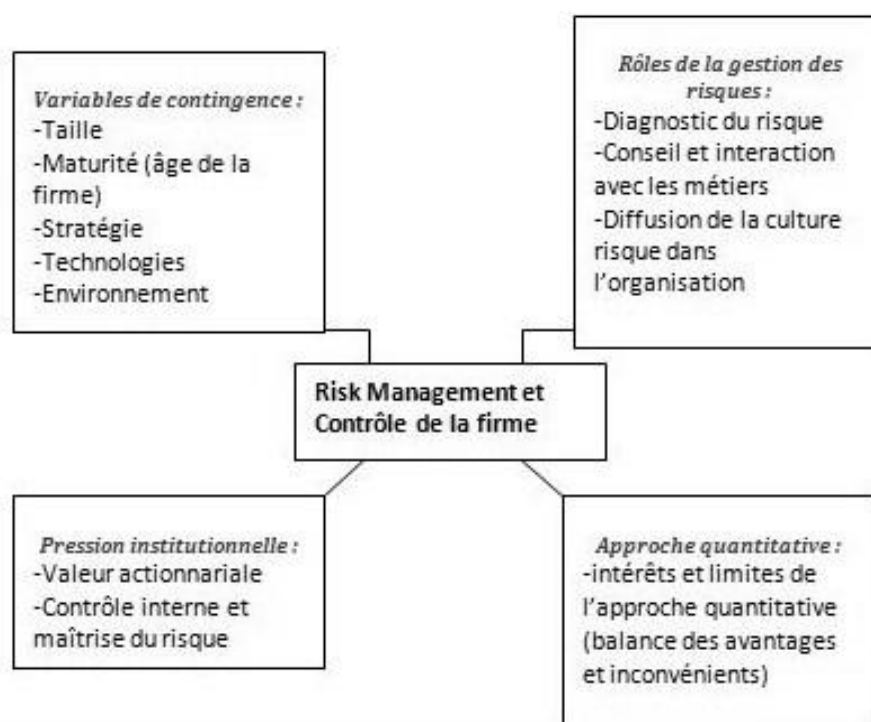 Variables de contingence :
-Taille
-Maturité (âge de la
firme)
-Stratégie
-Technologies
-Environnement
Rôles de la gestion des
risques :
-Diagnostic du risque
-Conseil et interaction
avec les métiers
-Diffusion de la culture
risque dans
l'organisation
Risk Management et
Contrôle de la firme
Pression institutionnelle :
-Valeur actionnariale
-Contrôle interne et
maîtrise du risque
Approche quantitative :
-intérêts et limites de
l'approche quantitative
(balance des avantages
et inconvénients)